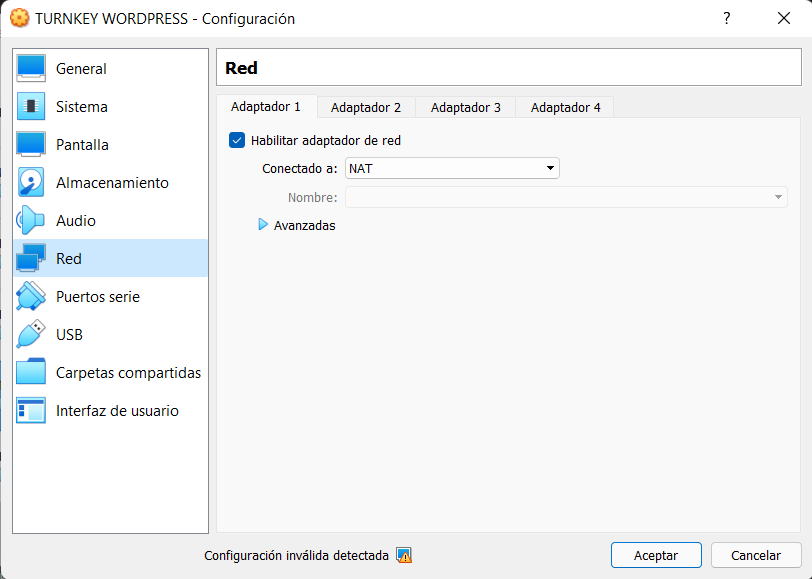 TURNKEY WORDPRESS - Configuración
?
General
Sistema
Pantalla
Almacenamiento
Audio
Red
Puertos serie
USB
Carpetas compartidas
Interfaz de usuario
Red
Adaptador 1 Adaptador 2 Adaptador 3 Adaptador 4
Habilitar adaptador de red
Conectado a: NAT
Nombre:
Avanzadas
Configuración inválida detectada
Aceptar Cancelar